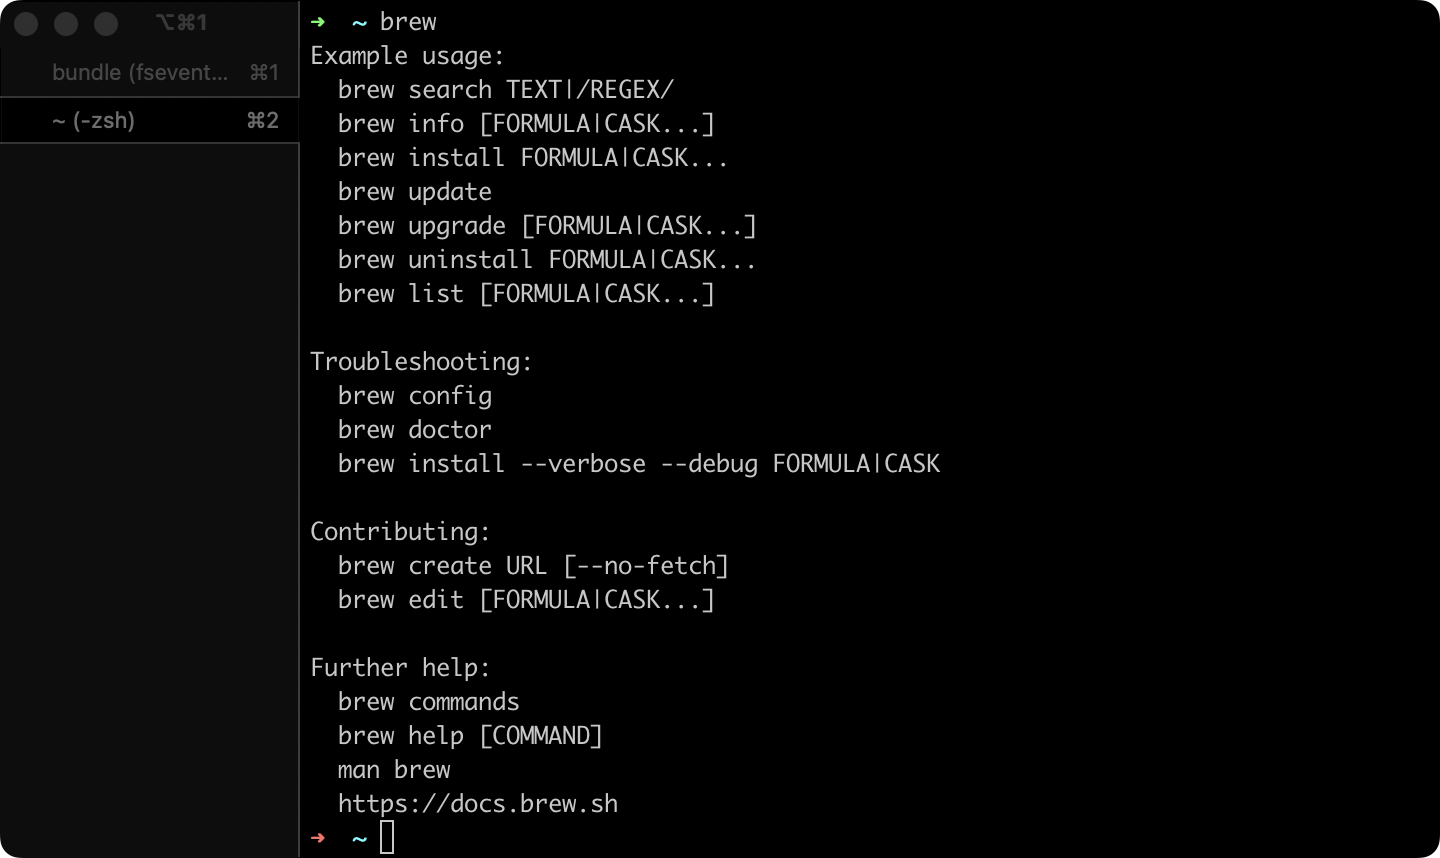 ⌥⌘1
bundle (fsevent... ⌘1
~ (-zsh) ⌘2
➜ ~ brew
Example usage:
  brew search TEXT|/REGEX/
  brew info [FORMULA|CASK...]
  brew install FORMULA|CASK...
  brew update
  brew upgrade [FORMULA|CASK...]
  brew uninstall FORMULA|CASK...
  brew list [FORMULA|CASK...]

Troubleshooting:
  brew config
  brew doctor
  brew install --verbose --debug FORMULA|CASK

Contributing:
  brew create URL [--no-fetch]
  brew edit [FORMULA|CASK...]

Further help:
  brew commands
  brew help [COMMAND]
  man brew
  https://docs.brew.sh
➜ ~